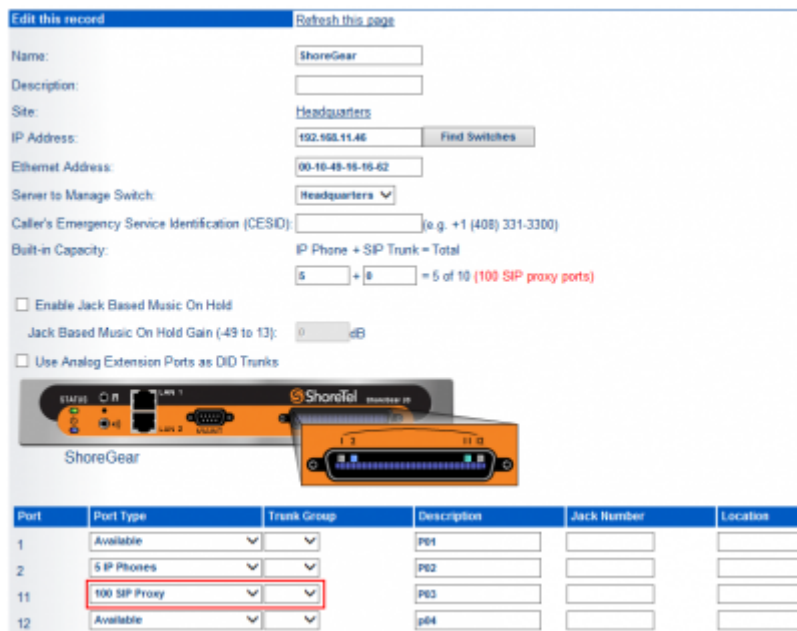 Edit this record Refresh this page
Name: ShoreGear
Description:
Site: Headquarters
IP Address: 192.168.11.46 Find Switches
Ethernet Address: 00-10-49-16-16-62
Server to Manage Switch: Headquarters
Caller's Emergency Service Identification (CESID): (e.g. +1 (408) 331-3300)
Built-in Capacity: IP Phone + SIP Trunk = Total
5 + 0 = 5 of 10 (100 SIP proxy ports)
Enable Jack Based Music On Hold
Jack Based Music On Hold Gain (-49 to 13): 0 dB
Use Analog Extension Ports as DID Trunks
STATUS LAN 1 ShoreTel
LAN 2 MAINT
1 2 11 12
ShoreGear
Port Port Type Trunk Group Description Jack Number Location
1 Available P01
2 5 IP Phones P02
11 100 SIP Proxy P03
12 Available p04